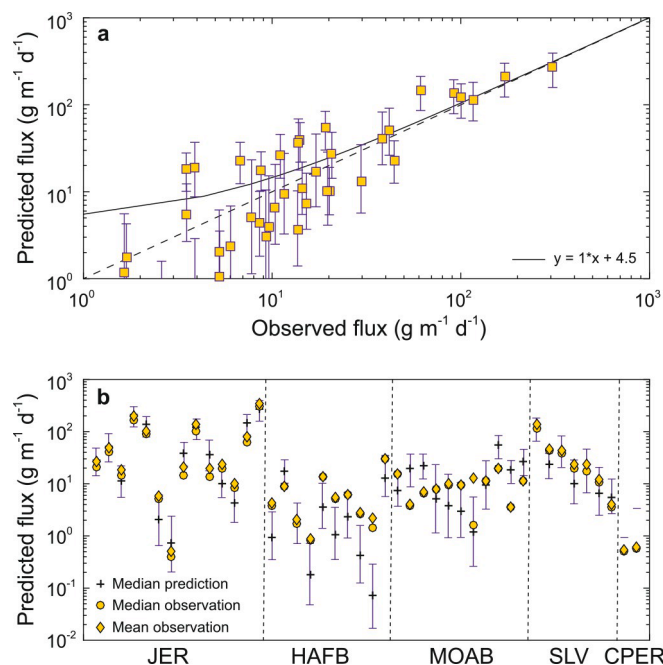 a
10³
10²
10¹
10⁰
10⁰ 10¹ 10² 10³
Predicted flux (g m⁻¹ d⁻¹)
Observed flux (g m⁻¹ d⁻¹)
y = 1*x + 4.5
b
10³
10²
10¹
10⁰
10⁻¹
10⁻²
Predicted flux (g m⁻¹ d⁻¹)
Median prediction
Median observation
Mean observation
JER HAFB MOAB SLV CPER